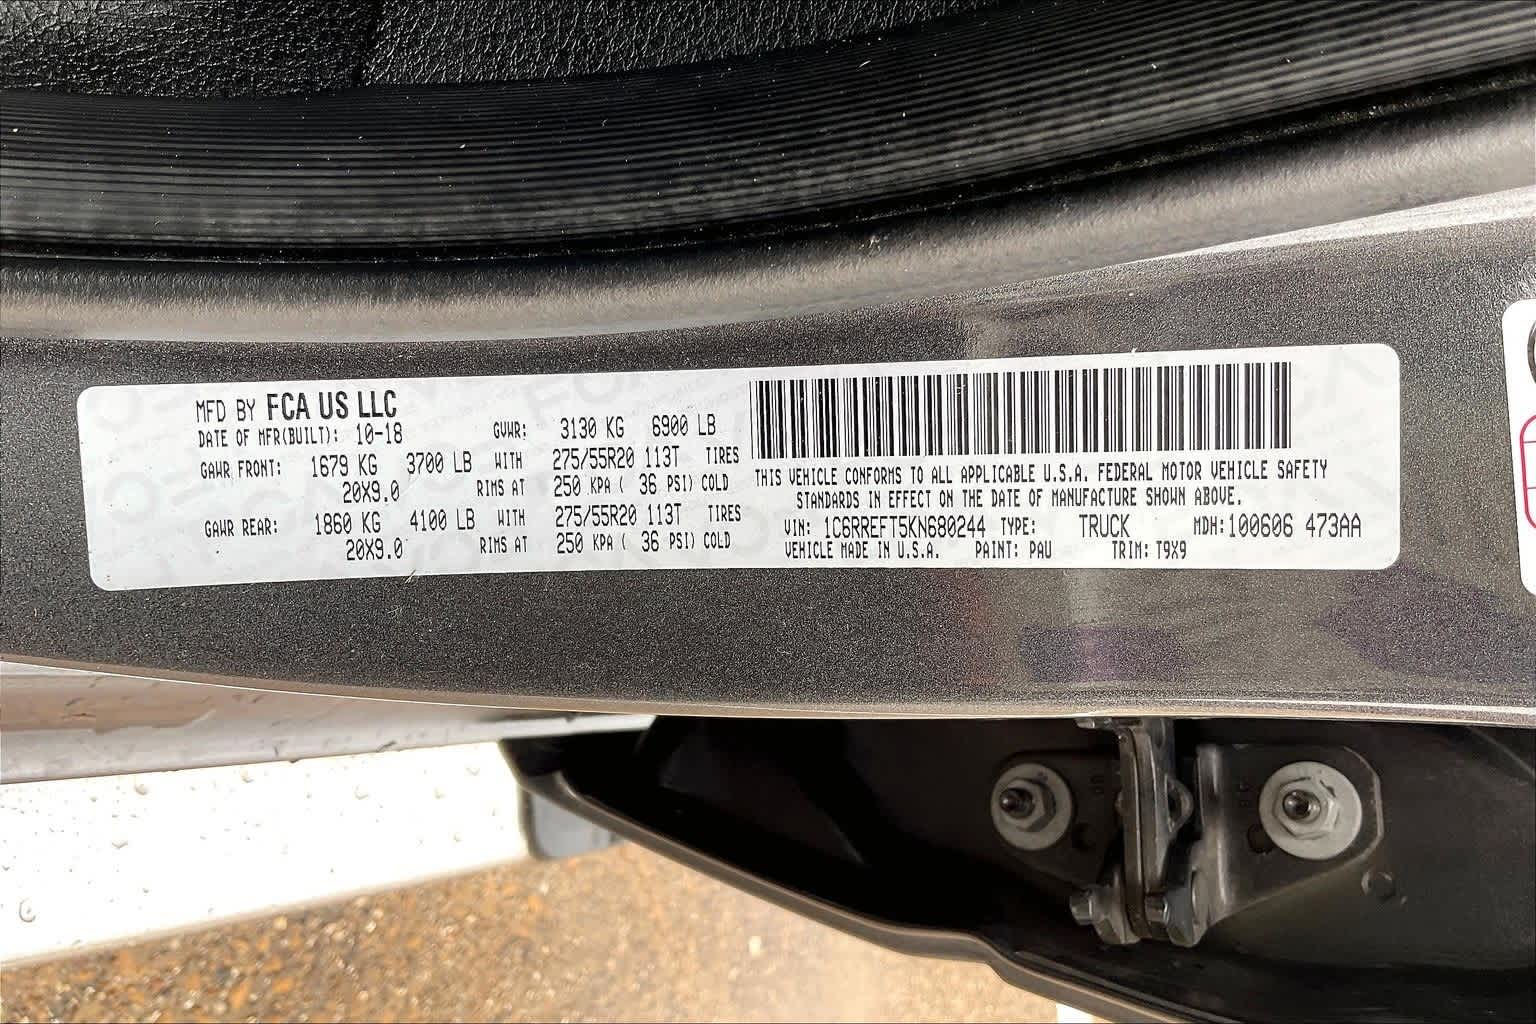 MFD BY FCA US LLC
DATE OF MFR(BUILT): 10-18 GVWR: 3130 KG 6900 LB
GAWR FRONT: 1679 KG 3700 LB WITH 275/55R20 113T TIRES
20X9.0 RIMS AT 250 KPA ( 36 PSI) COLD
GAWR REAR: 1860 KG 4100 LB WITH 275/55R20 113T TIRES
20X9.0 RIMS AT 250 KPA ( 36 PSI) COLD
THIS VEHICLE CONFORMS TO ALL APPLICABLE U.S.A. FEDERAL MOTOR VEHICLE SAFETY
STANDARDS IN EFFECT ON THE DATE OF MANUFACTURE SHOWN ABOVE.
VIN: 1C6RREFT5KN680244 TYPE: TRUCK MDH:100606 473AA
VEHICLE MADE IN U.S.A. PAINT: PAU TRIM: T9X9